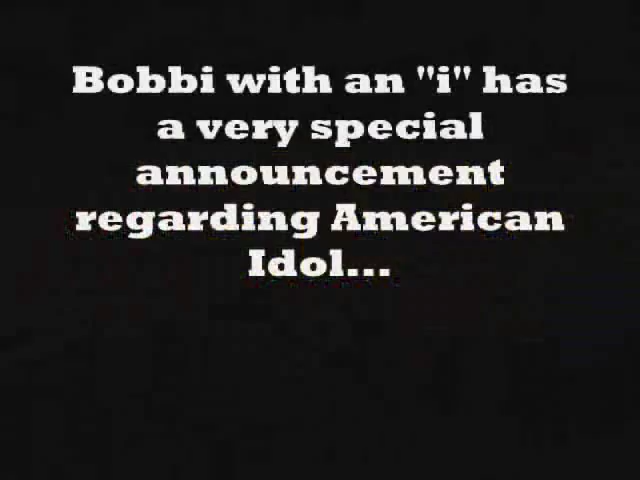 Bobbi with an "i" has
a very special
announcement
regarding American
Idol...